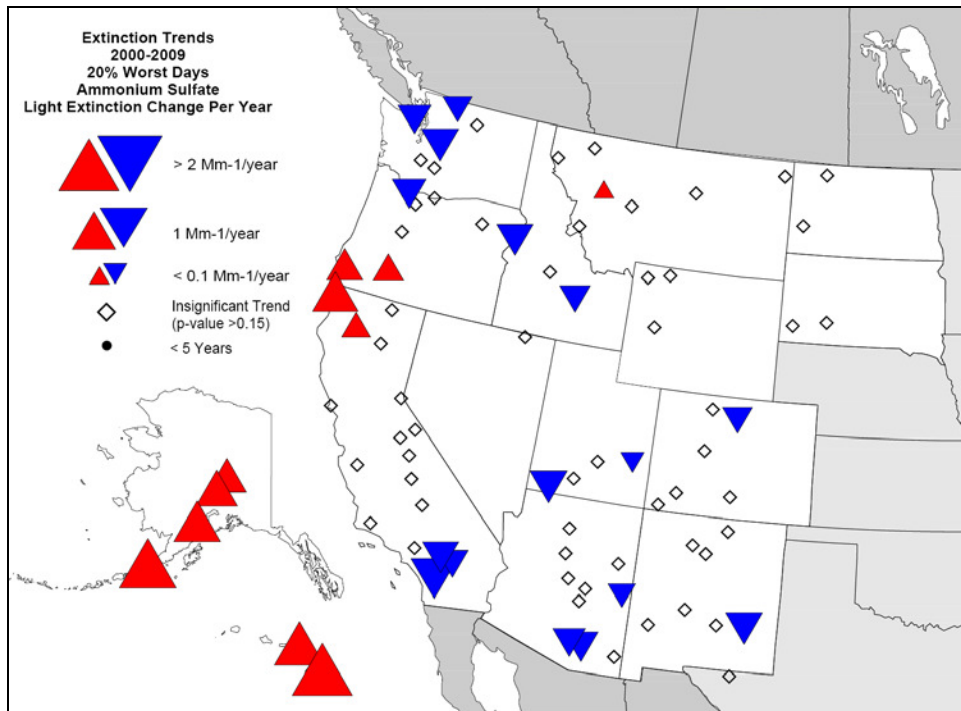 Extinction Trends
2000-2009
20% Worst Days
Ammonium Sulfate
Light Extinction Change Per Year
> 2 Mm-1/year
1 Mm-1/year
< 0.1 Mm-1/year
Insignificant Trend
(p-value >0.15)
< 5 Years